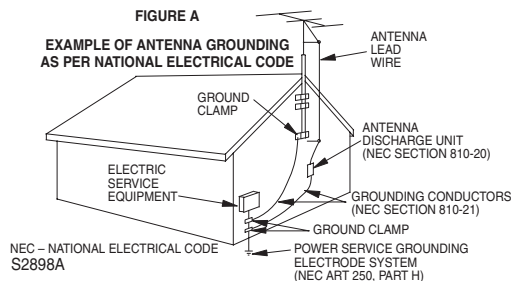 FIGURE A
EXAMPLE OF ANTENNA GROUNDING
AS PER NATIONAL ELECTRICAL CODE
ANTENNA
LEAD
WIRE
GROUND
CLAMP
ANTENNA
DISCHARGE UNIT
(NEC SECTION 810-20)
ELECTRIC
SERVICE
EQUIPMENT
GROUNDING CONDUCTORS
(NEC SECTION 810-21)
GROUND CLAMP
POWER SERVICE GROUNDING
ELECTRODE SYSTEM
(NEC ART 250, PART H)
NEC – NATIONAL ELECTRICAL CODE
S2898A